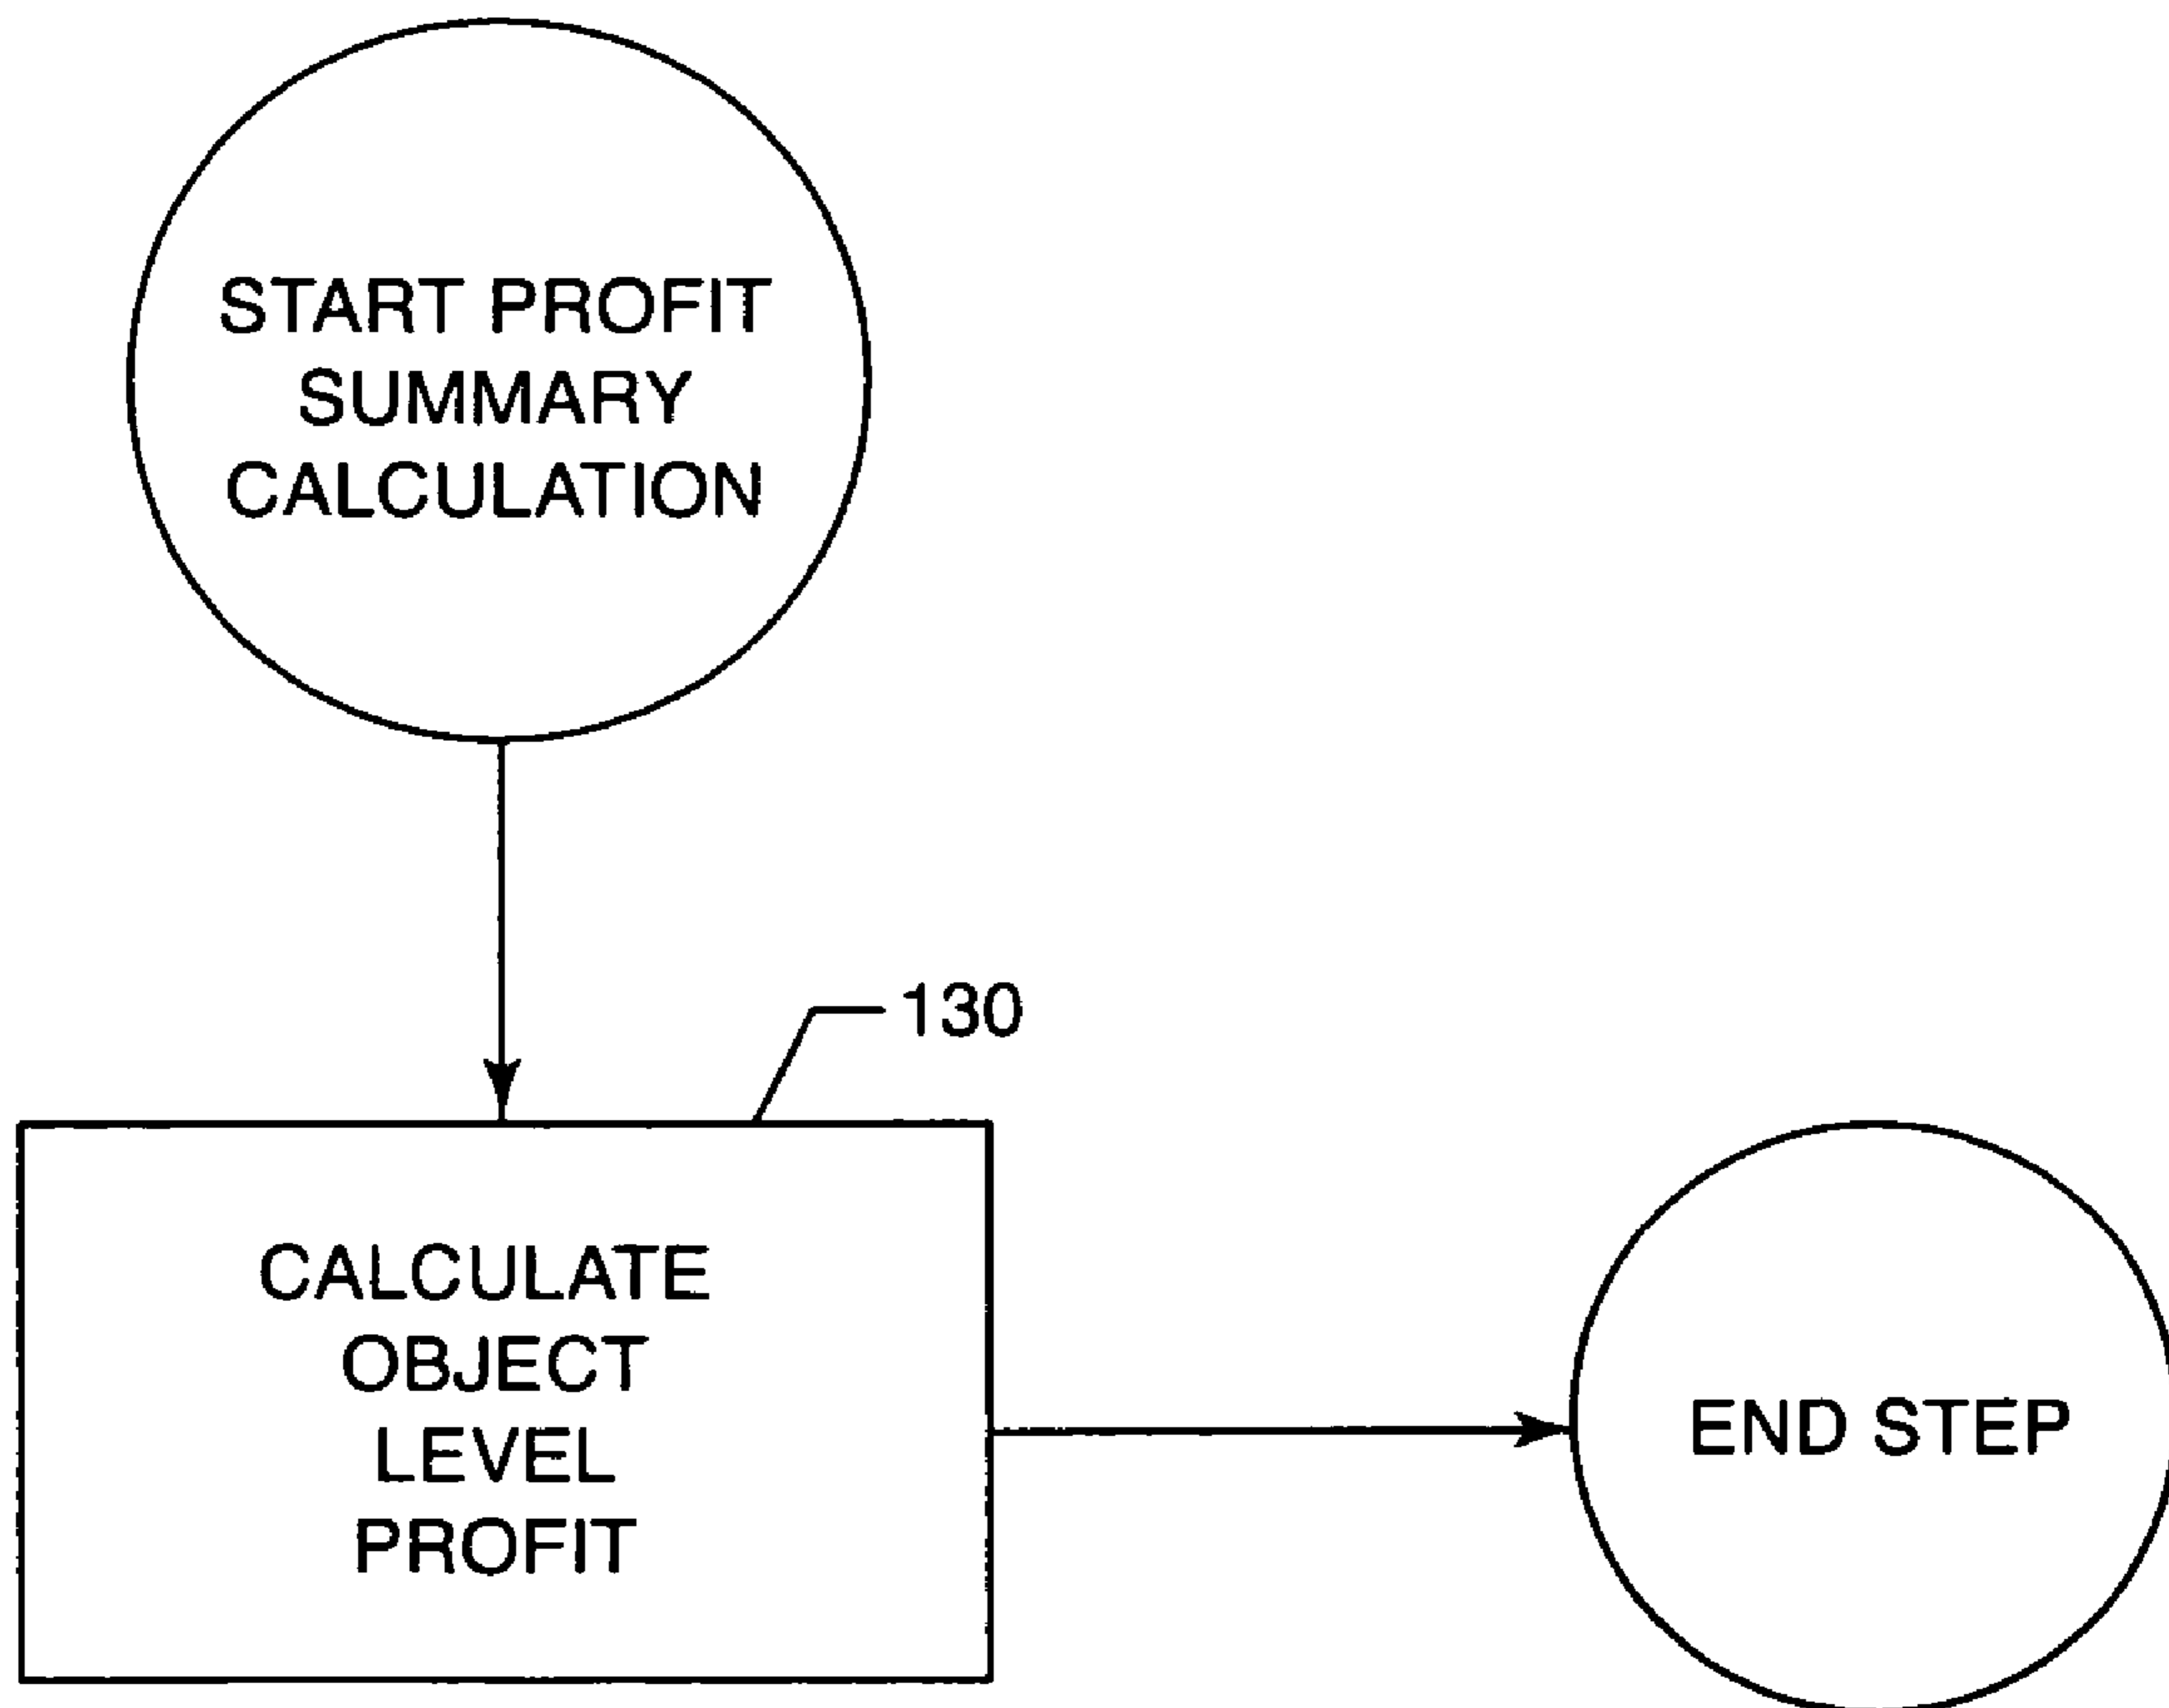 START PROFIT
SUMMARY
CALCULATION
130
CALCULATE
OBJECT
LEVEL
PROFIT
END STEP